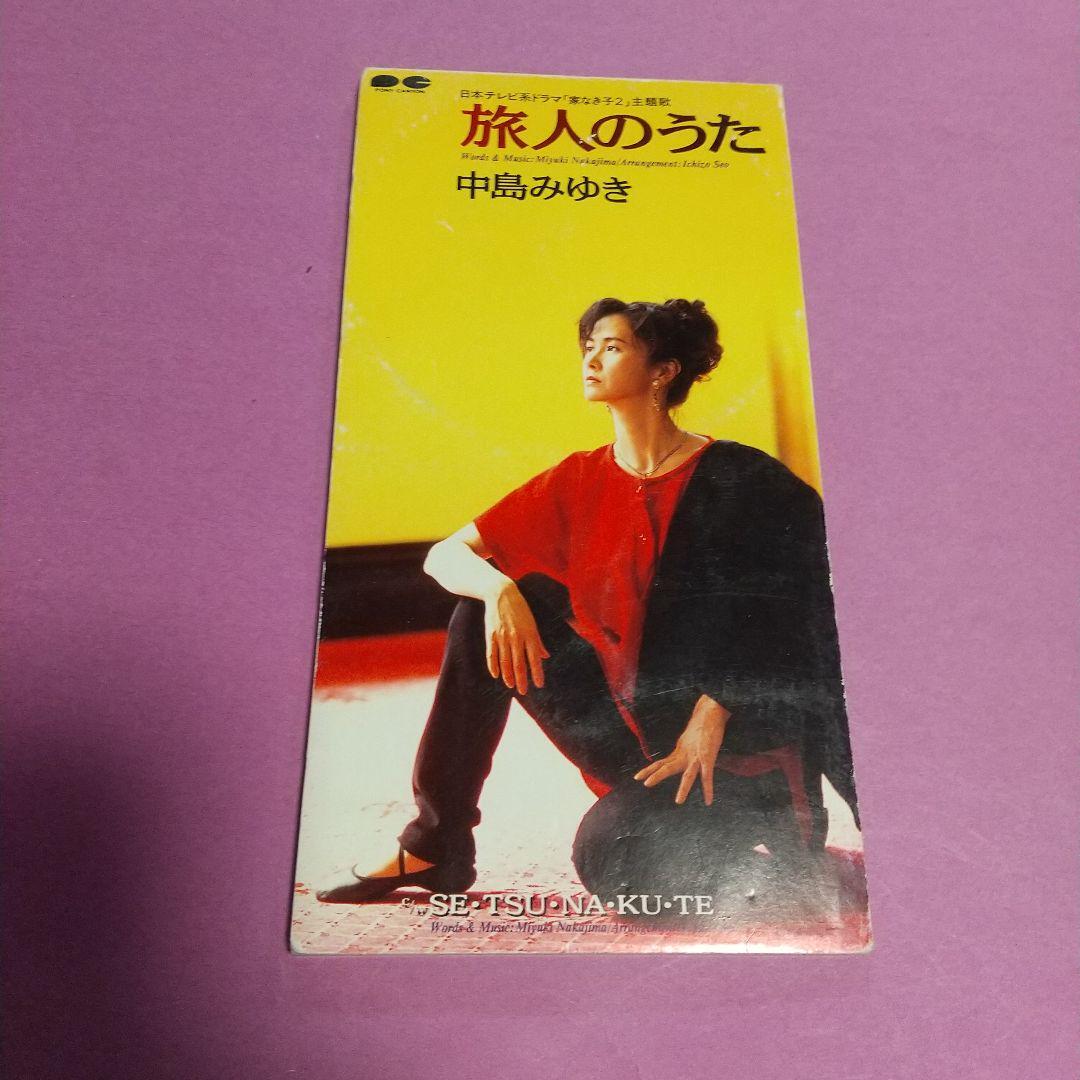 PONY CANYON
日本テレビ系ドラマ「家なき子2」主題歌
旅人のうた
Words & Music: Miyuki Nakajima/Arrangement: Ichizo Seo
中島みゆき
c/w SE・TSU・NA・KU・TE
Words & Music: Miyuki Nakajima/Arrangement: